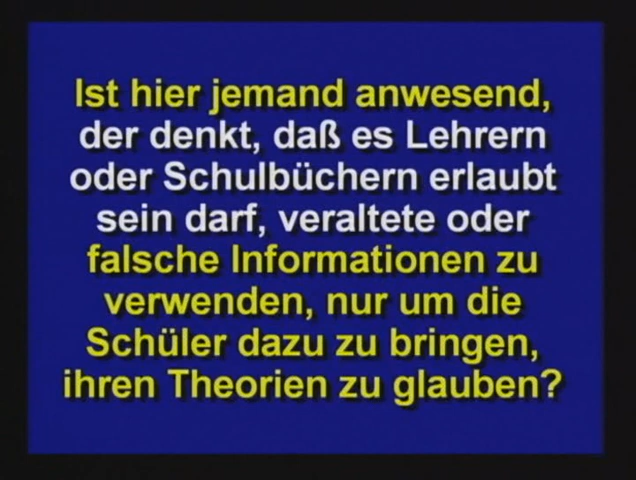 Ist hier jemand anwesend,
der denkt, daß es Lehrern
oder Schulbüchern erlaubt
sein darf, veraltete oder
falsche Informationen zu
verwenden, nur um die
Schüler dazu zu bringen,
ihren Theorien zu glauben?